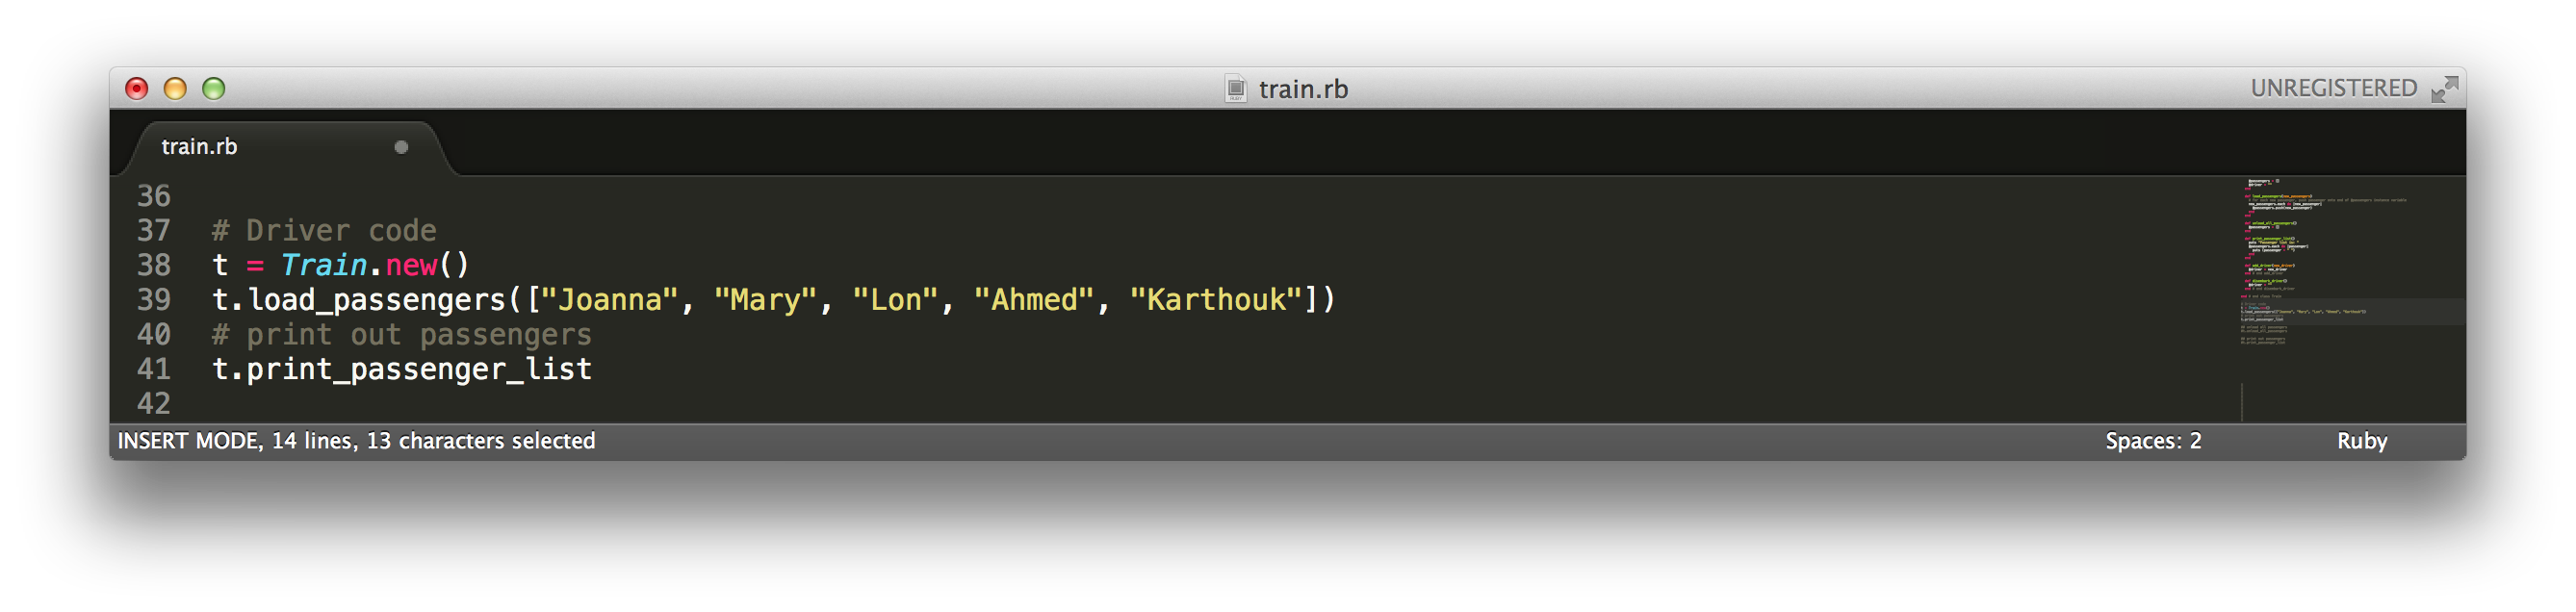 train.rb
UNREGISTERED
train.rb
36
37 # Driver code
38 t = Train.new()
39 t.load_passengers(["Joanna", "Mary", "Lon", "Ahmed", "Karthouk"])
40 # print out passengers
41 t.print_passenger_list
42
INSERT MODE, 14 lines, 13 characters selected
Spaces: 2
Ruby